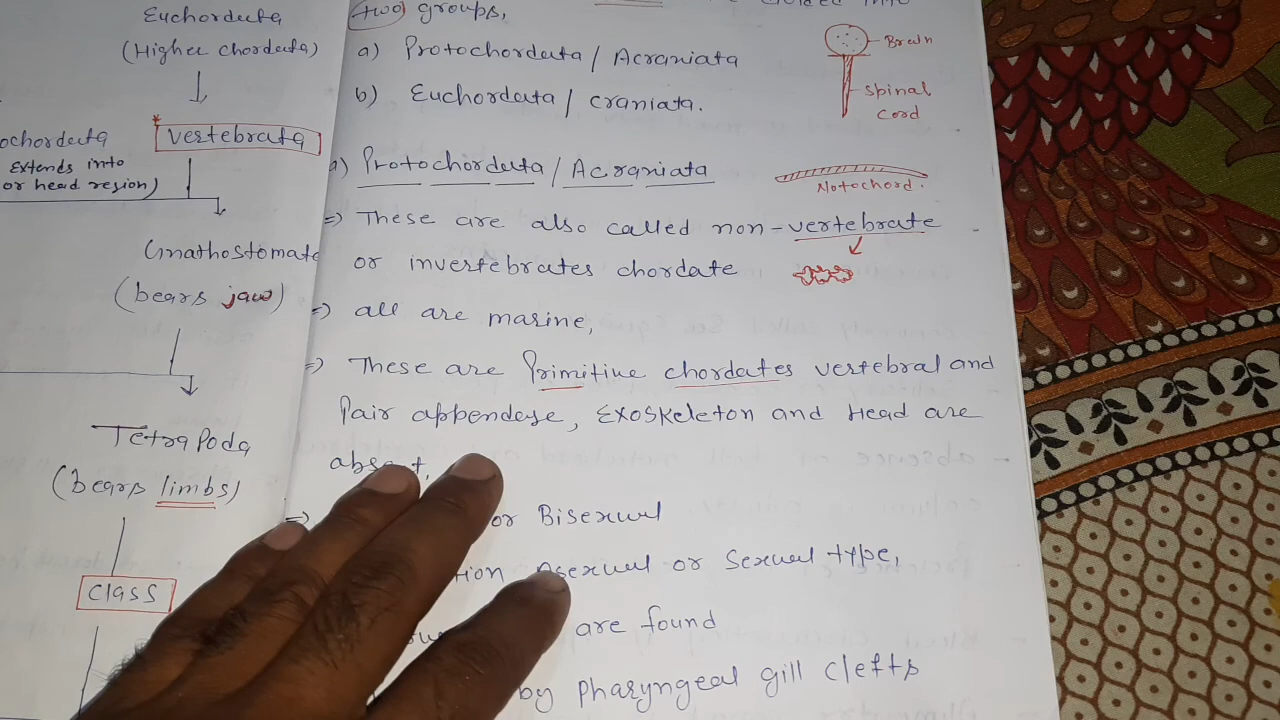 Euchordata
(Higher chordata)
ochordata
Extends into
or head region)
* vertebrata
Gnathostomate
(bears jaw)
Tetrapoda
(bears limbs)
class
two groups,
a) Protochordata / Acraniata
b) Euchordata / craniata.
Brain
spinal
cord
a) Protochordata / Acraniata
Notochord.
=> These are also called non-vertebrate
or invertebrates chordate
=> all are marine,
=> These are Primitive chordates vertebral and
Pair appendage, Exoskeleton and Head are
absent,
=> or Bisexual
tion Asexual or Sexual type,
are found
by pharyngeal gill clefts